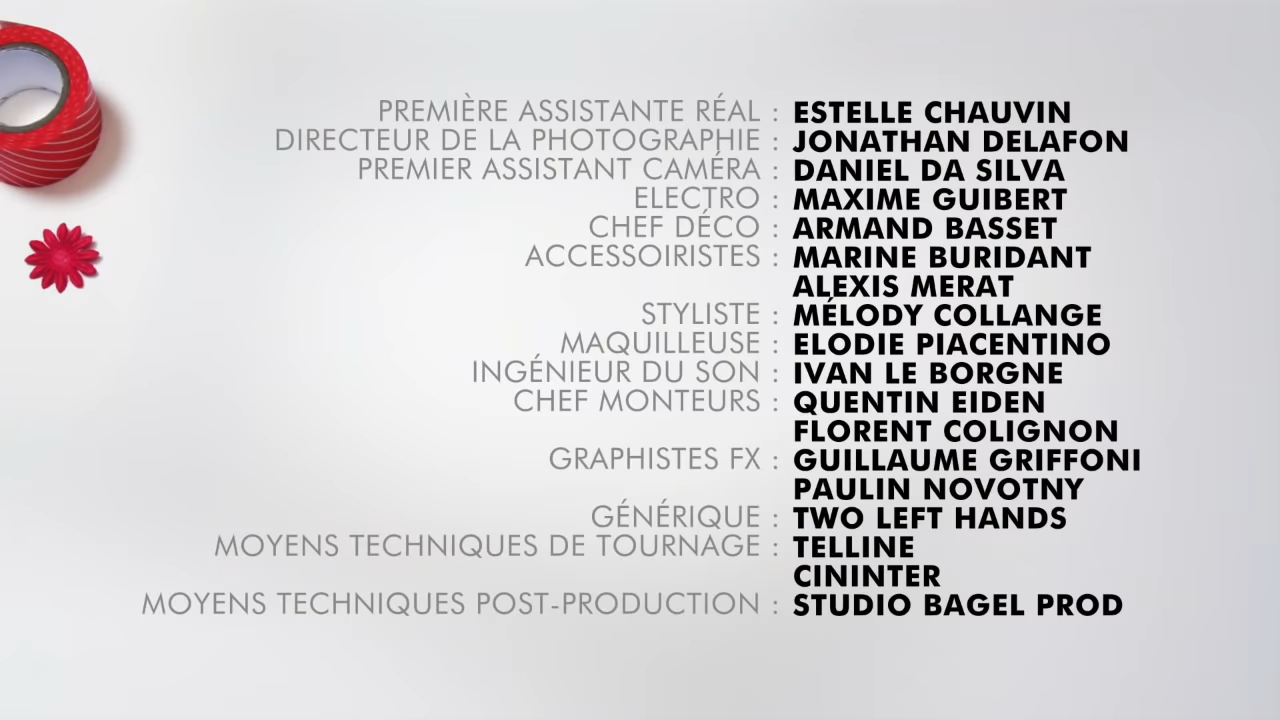 PREMIÈRE ASSISTANTE RÉAL : ESTELLE CHAUVIN
DIRECTEUR DE LA PHOTOGRAPHIE : JONATHAN DELAFON
PREMIER ASSISTANT CAMÉRA : DANIEL DA SILVA
ELECTRO : MAXIME GUIBERT
CHEF DÉCO : ARMAND BASSET
ACCESSOIRISTES : MARINE BURIDANT
ALEXIS MERAT
STYLISTE : MÉLODY COLLANGE
MAQUILLEUSE : ELODIE PIACENTINO
INGÉNIEUR DU SON : IVAN LE BORGNE
CHEF MONTEURS : QUENTIN EIDEN
FLORENT COLIGNON
GRAPHISTES FX : GUILLAUME GRIFFONI
PAULIN NOVOTNY
GÉNÉRIQUE : TWO LEFT HANDS
MOYENS TECHNIQUES DE TOURNAGE : TELLINE
CININTER
MOYENS TECHNIQUES POST-PRODUCTION : STUDIO BAGEL PROD